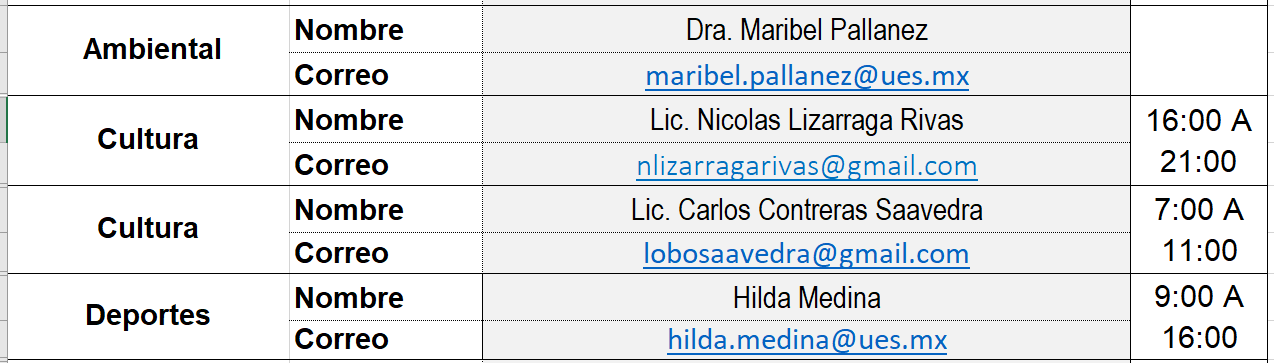 Ambiental
Nombre
Dra. Maribel Pallanez
Correo
maribel.pallanez@ues.mx
Cultura
Nombre
Lic. Nicolas Lizarraga Rivas
16:00 A
Correo
nlizarragarivas@gmail.com
21:00
Cultura
Nombre
Lic. Carlos Contreras Saavedra
7:00 A
Correo
lobosaavedra@gmail.com
11:00
Deportes
Nombre
Hilda Medina
9:00 A
Correo
hilda.medina@ues.mx
16:00